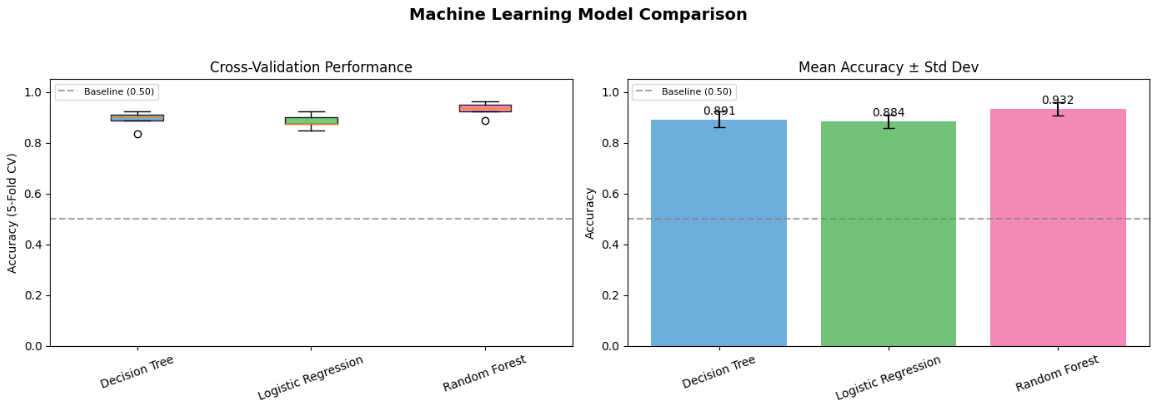 Machine Learning Model Comparison
Cross-Validation Performance
Baseline (0.50)
Accuracy (5-Fold CV)
1.0
0.8
0.6
0.4
0.2
0.0
Decision Tree
Logistic Regression
Random Forest
Mean Accuracy ± Std Dev
Baseline (0.50)
Accuracy
1.0
0.8
0.6
0.4
0.2
0.0
0.891
0.884
0.932
Decision Tree
Logistic Regression
Random Forest